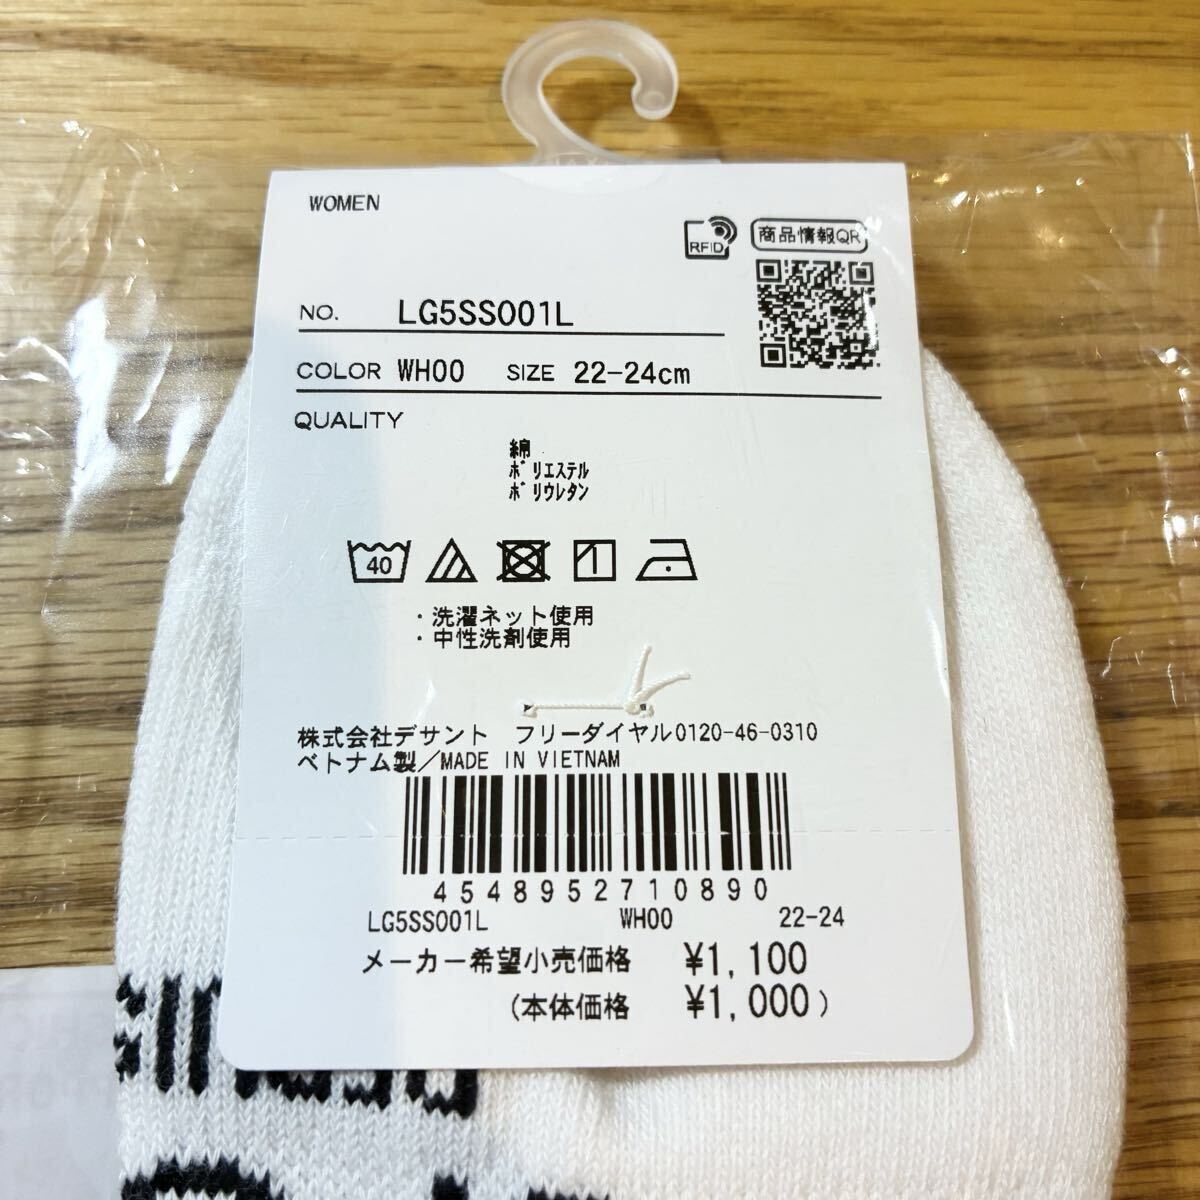 WOMEN
RFID
商品情報QR
NO. LG5SS001L
COLOR WH00 SIZE 22-24cm
QUALITY
綿
ポリエステル
ポリウレタン
40
・洗濯ネット使用
・中性洗剤使用
株式会社デサント フリーダイヤル0120-46-0310
ベトナム製／MADE IN VIETNAM
4548952710890
LG5SS001L WH00 22-24
メーカー希望小売価格 ¥1,100
(本体価格 ¥1,000)